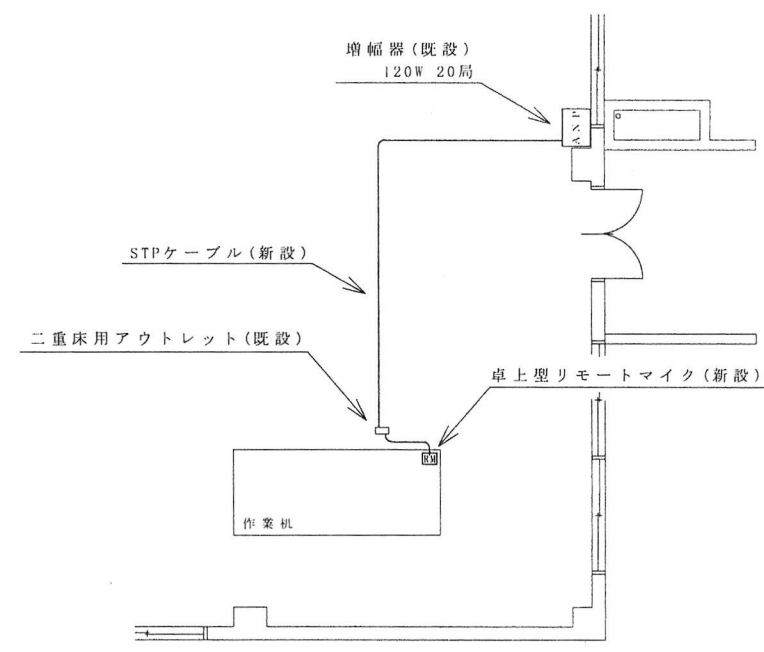 増幅器(既設)
120W 20局
AMP
STPケーブル(新設)
二重床用アウトレット(既設)
卓上型リモートマイク(新設)
RM
作業机